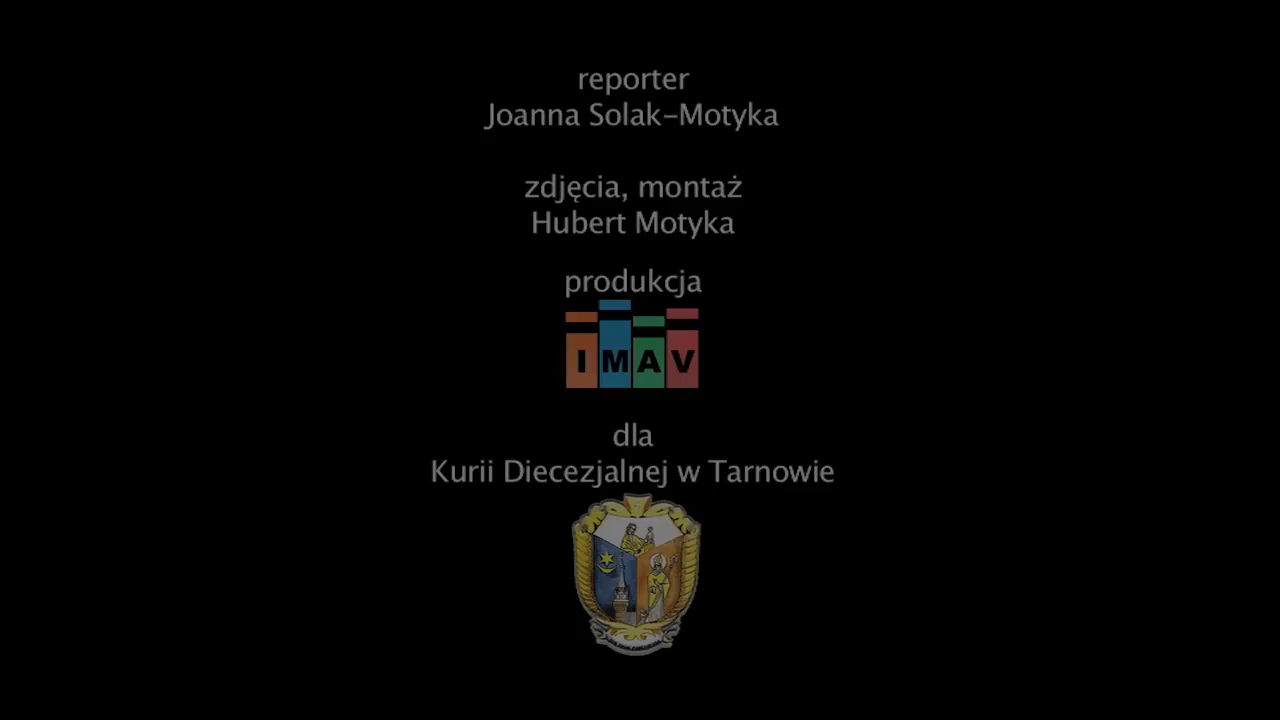 reporter
Joanna Solak-Motyka
zdjęcia, montaż
Hubert Motyka
produkcja
IMAV
dla
Kurii Diecezjalnej w Tarnowie